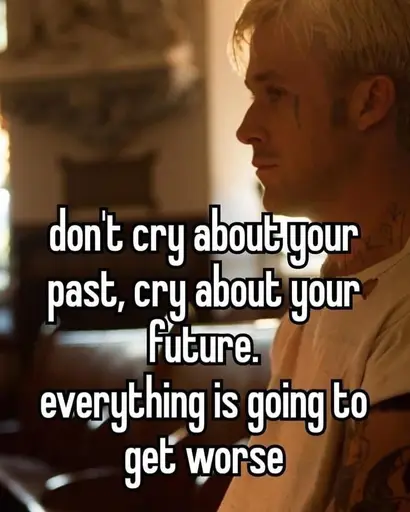 don't cry about your
past, cry about your
future.
everything is going to
get worse